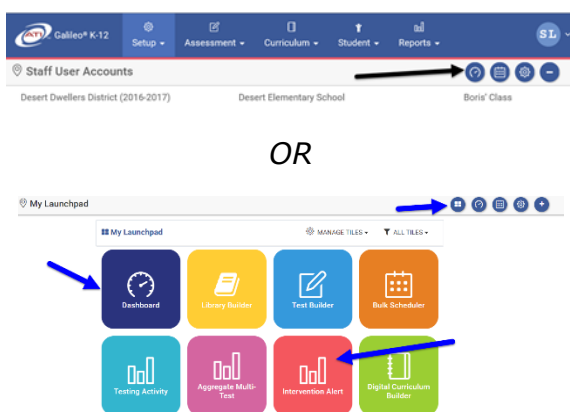 ATI Galileo® K-12 Setup Assessment Curriculum Student Reports SL
Staff User Accounts
Desert Dwellers District (2016-2017) Desert Elementary School Boris' Class
OR
My Launchpad
My Launchpad MANAGE TILES ALL TILES
Dashboard Library Builder Test Builder Bulk Scheduler
Testing Activity Aggregate Multi-Test Intervention Alert Digital Curriculum Builder